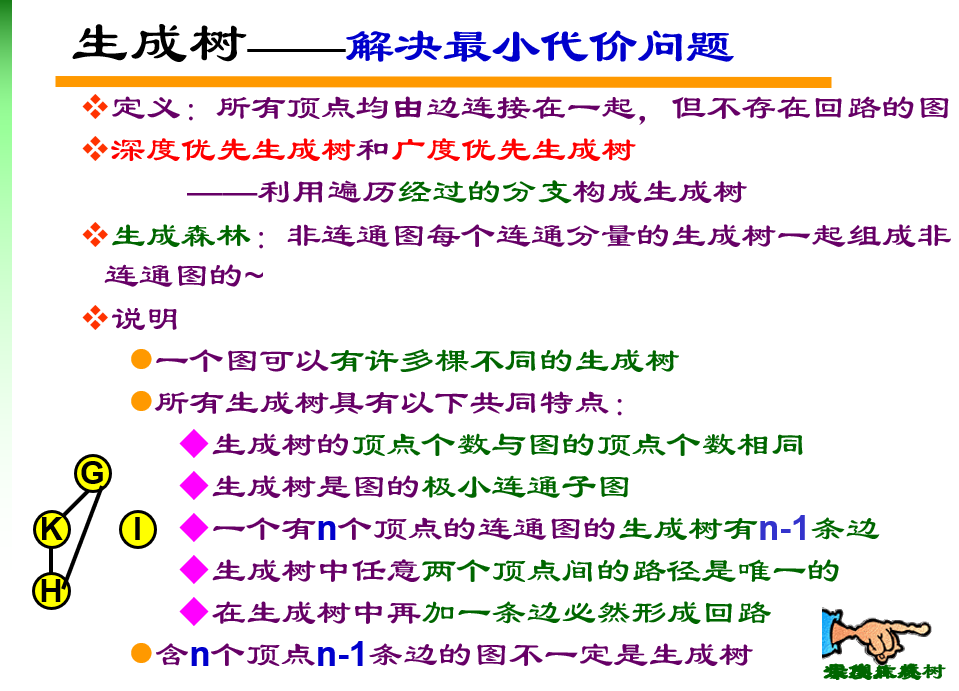 生成树——解决最小代价问题
定义：所有顶点均由边连接在一起，但不存在回路的图
深度优先生成树和广度优先生成树
——利用遍历经过的分支构成生成树
生成森林：非连通图每个连通分量的生成树一起组成非
连通图的~
说明
一个图可以有许多棵不同的生成树
所有生成树具有以下共同特点：
生成树的顶点个数与图的顶点个数相同
生成树是图的极小连通子图
一个有n个顶点的连通图的生成树有n-1条边
生成树中任意两个顶点间的路径是唯一的
在生成树中再加一条边必然形成回路
含n个顶点n-1条边的图不一定是生成树
G
K
I
H